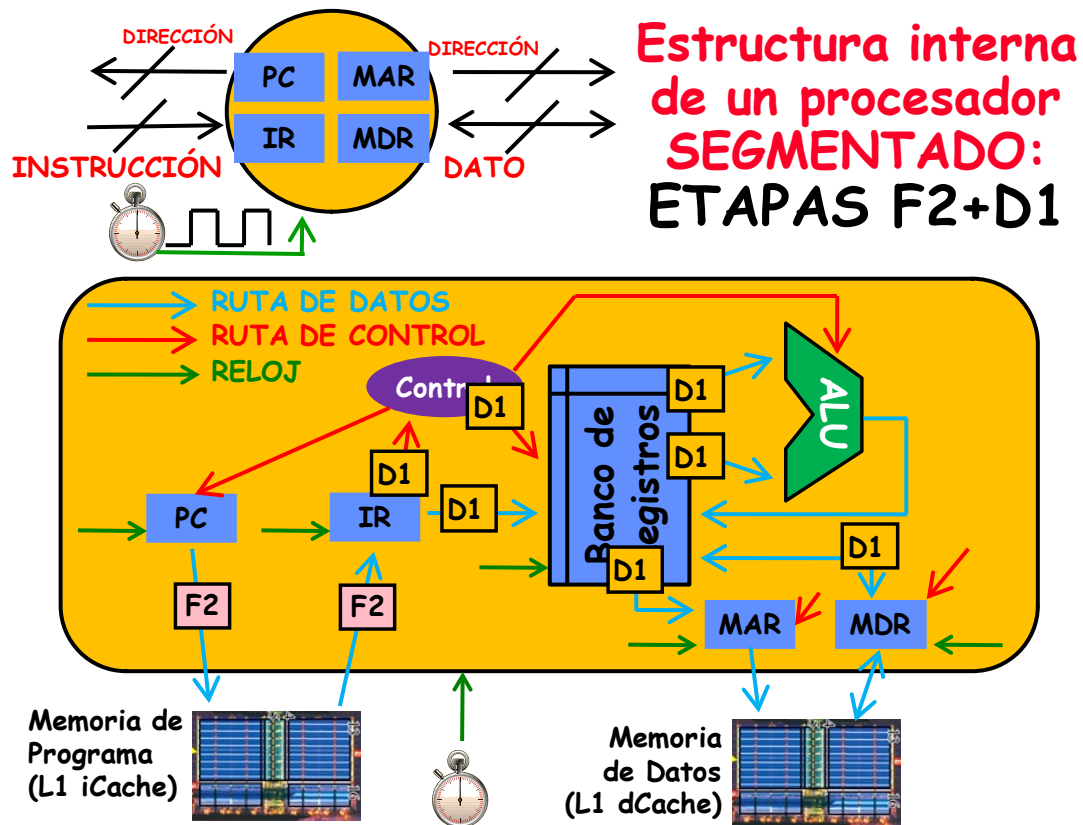 DIRECCIÓN
DIRECCIÓN
PC
MAR
IR
MDR
INSTRUCCIÓN
DATO
Estructura interna
de un procesador
SEGMENTADO:
ETAPAS F2+D1
RUTA DE DATOS
RUTA DE CONTROL
RELOJ
Control
D1
D1
D1
D1
D1
D1
D1
Banco de
Registros
ALU
PC
IR
F2
F2
MAR
MDR
Memoria de
Programa
(L1 iCache)
Memoria
de Datos
(L1 dCache)